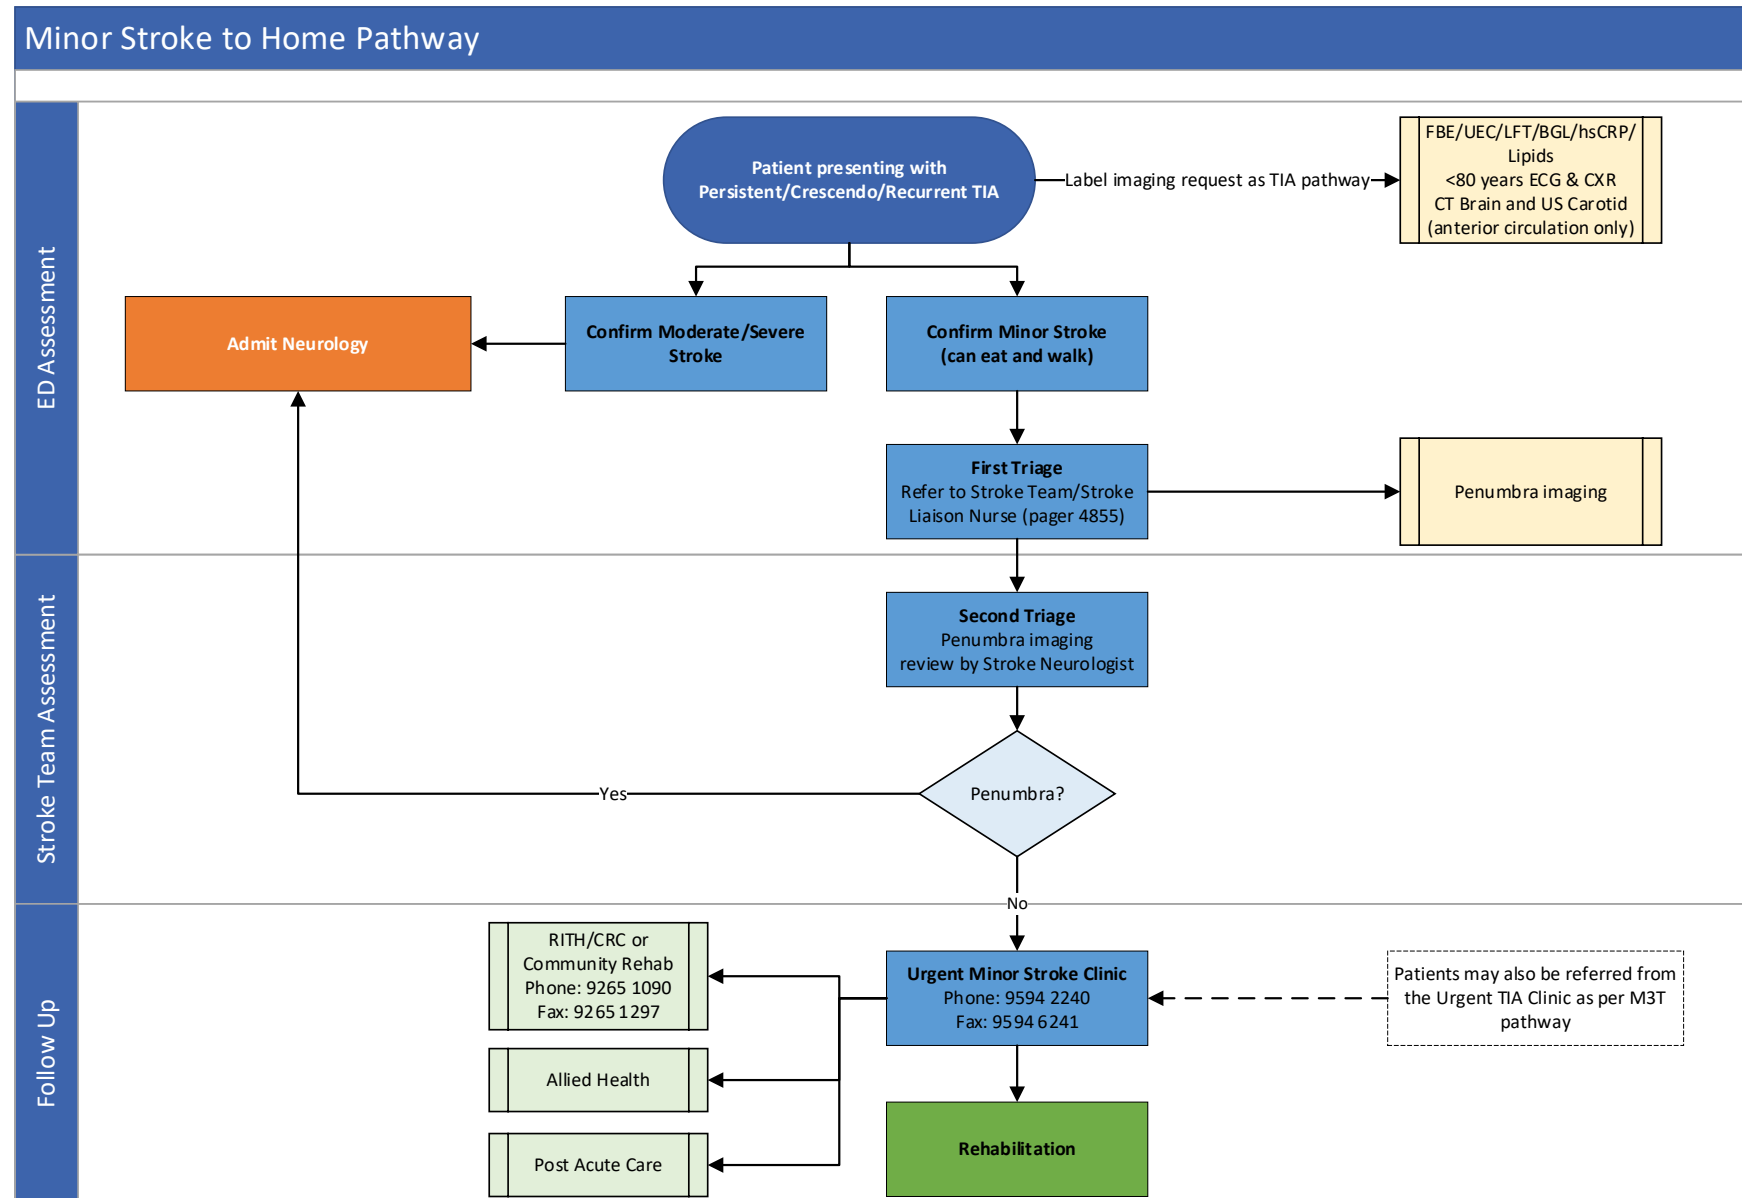 Minor Stroke to Home Pathway
ED Assessment
Patient presenting with
Persistent/Crescendo/Recurrent TIA
Label imaging request as TIA pathway
FBE/UEC/LFT/BGL/hsCRP/
Lipids
<80 years ECG & CXR
CT Brain and US Carotid
(anterior circulation only)
Admit Neurology
Confirm Moderate/Severe
Stroke
Confirm Minor Stroke
(can eat and walk)
First Triage
Refer to Stroke Team/Stroke
Liaison Nurse (pager 4855)
Penumbra imaging
Stroke Team Assessment
Second Triage
Penumbra imaging
review by Stroke Neurologist
Penumbra?
Yes
No
Follow Up
RITH/CRC or
Community Rehab
Phone: 9265 1090
Fax: 9265 1297
Urgent Minor Stroke Clinic
Phone: 9594 2240
Fax: 9594 6241
Patients may also be referred from
the Urgent TIA Clinic as per M3T
pathway
Allied Health
Post Acute Care
Rehabilitation